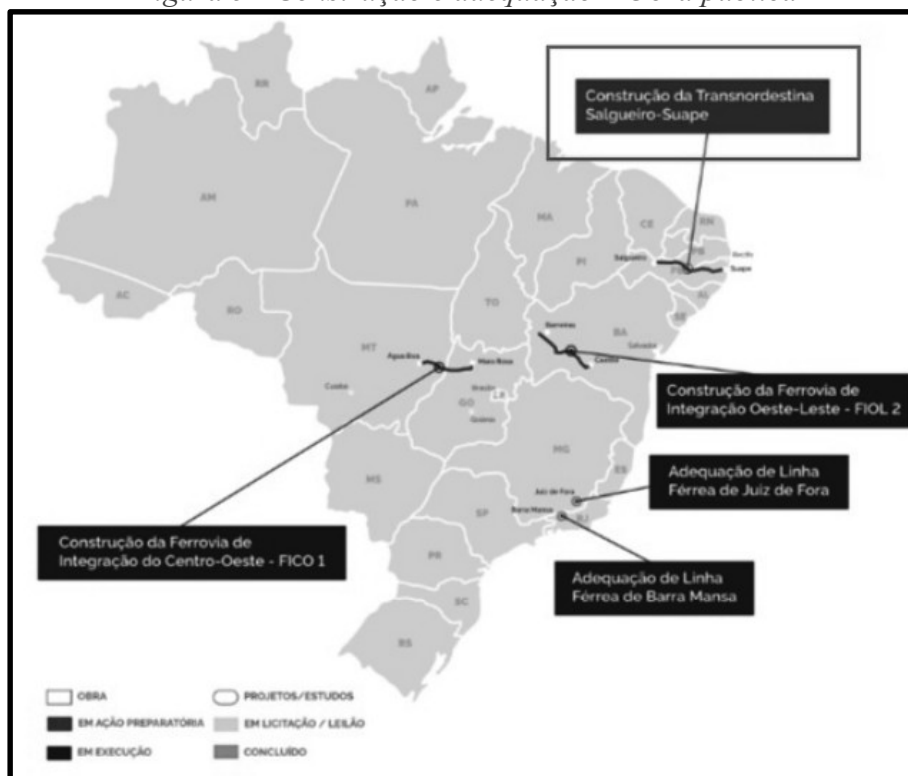 Construção da Transnordestina
Salgueiro-Suape
RR
AP
AM
PA
MA
CE
RN
PB
PI
PE
Salgueiro
Recife
Suape
AL
SE
AC
RO
TO
BA
Salvador
MT
Água Boa
Mara Rosa
Barreiras
Caetité
Cuiabá
Brasília
GO
Goiânia
Construção da Ferrovia de
Integração Oeste-Leste - FIOL 2
MG
ES
MS
Juiz de Fora
Barra Mansa
RJ
SP
Adequação de Linha
Férrea de Juiz de Fora
Construção da Ferrovia de
Integração do Centro-Oeste - FICO 1
PR
Adequação de Linha
Férrea de Barra Mansa
SC
RS
OBRA
PROJETOS/ESTUDOS
EM AÇÃO PREPARATÓRIA
EM LICITAÇÃO / LEILÃO
EM EXECUÇÃO
CONCLUÍDO